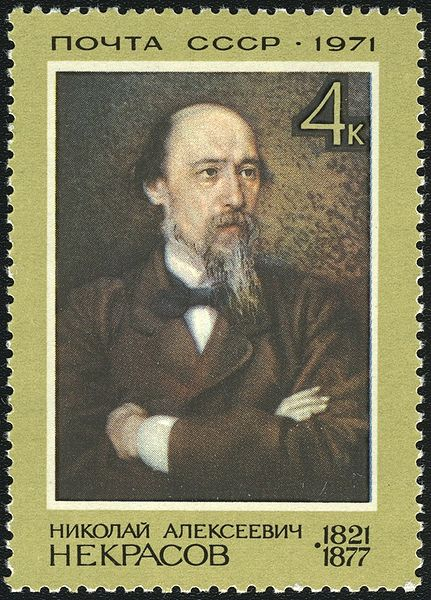 ПОЧТА СССР · 1971
4к
НИКОЛАЙ АЛЕКСЕЕВИЧ
НЕКРАСОВ
·1821
·1877